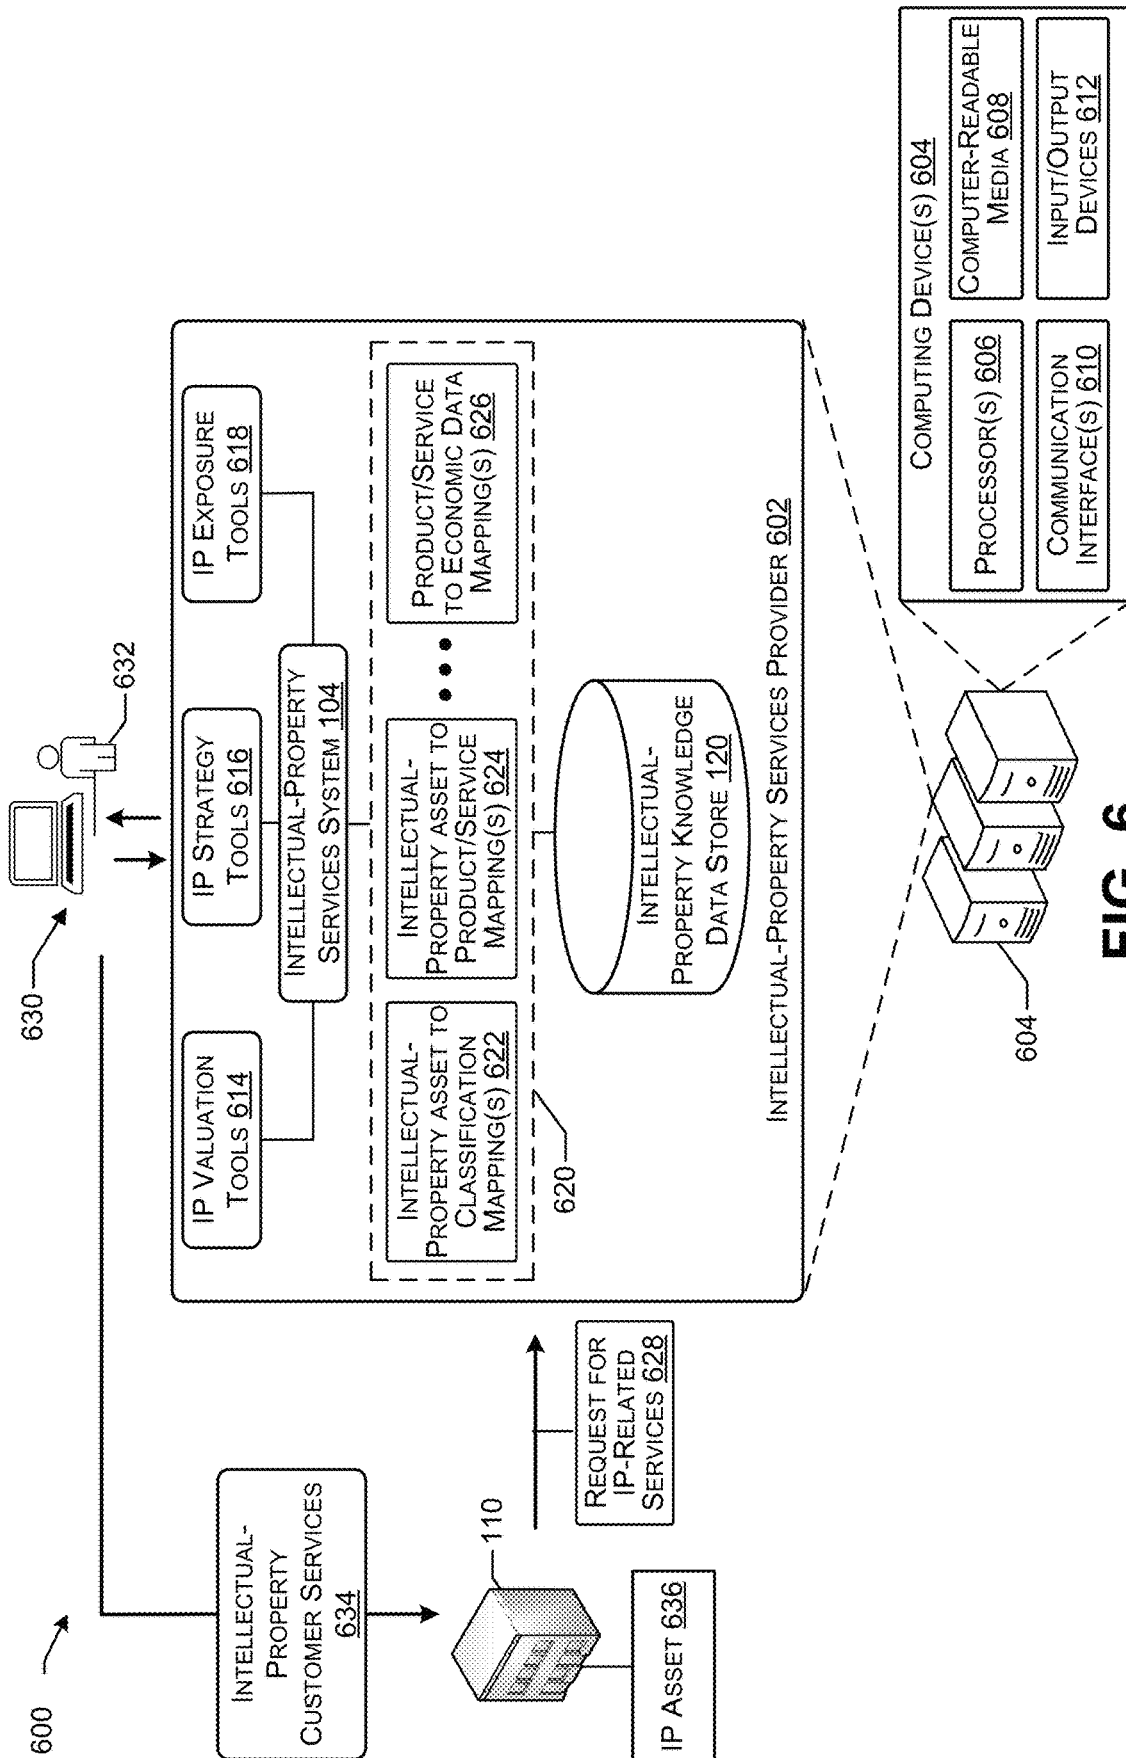 600
INTELLECTUAL-
PROPERTY
CUSTOMER SERVICES
634
110
IP ASSET 636
REQUEST FOR
IP-RELATED
SERVICES 628
630
632
IP VALUATION
TOOLS 614
IP STRATEGY
TOOLS 616
IP EXPOSURE
TOOLS 618
INTELLECTUAL-PROPERTY
SERVICES SYSTEM 104
INTELLECTUAL-
PROPERTY ASSET TO
CLASSIFICATION
MAPPING(S) 622
INTELLECTUAL-
PROPERTY ASSET TO
PRODUCT/SERVICE
MAPPING(S) 624
PRODUCT/SERVICE
TO ECONOMIC DATA
MAPPING(S) 626
620
INTELLECTUAL-
PROPERTY KNOWLEDGE
DATA STORE 120
INTELLECTUAL-PROPERTY SERVICES PROVIDER 602
604
COMPUTING DEVICE(S) 604
PROCESSOR(S) 606
COMPUTER-READABLE
MEDIA 608
COMMUNICATION
INTERFACE(S) 610
INPUT/OUTPUT
DEVICES 612
FIG. 6